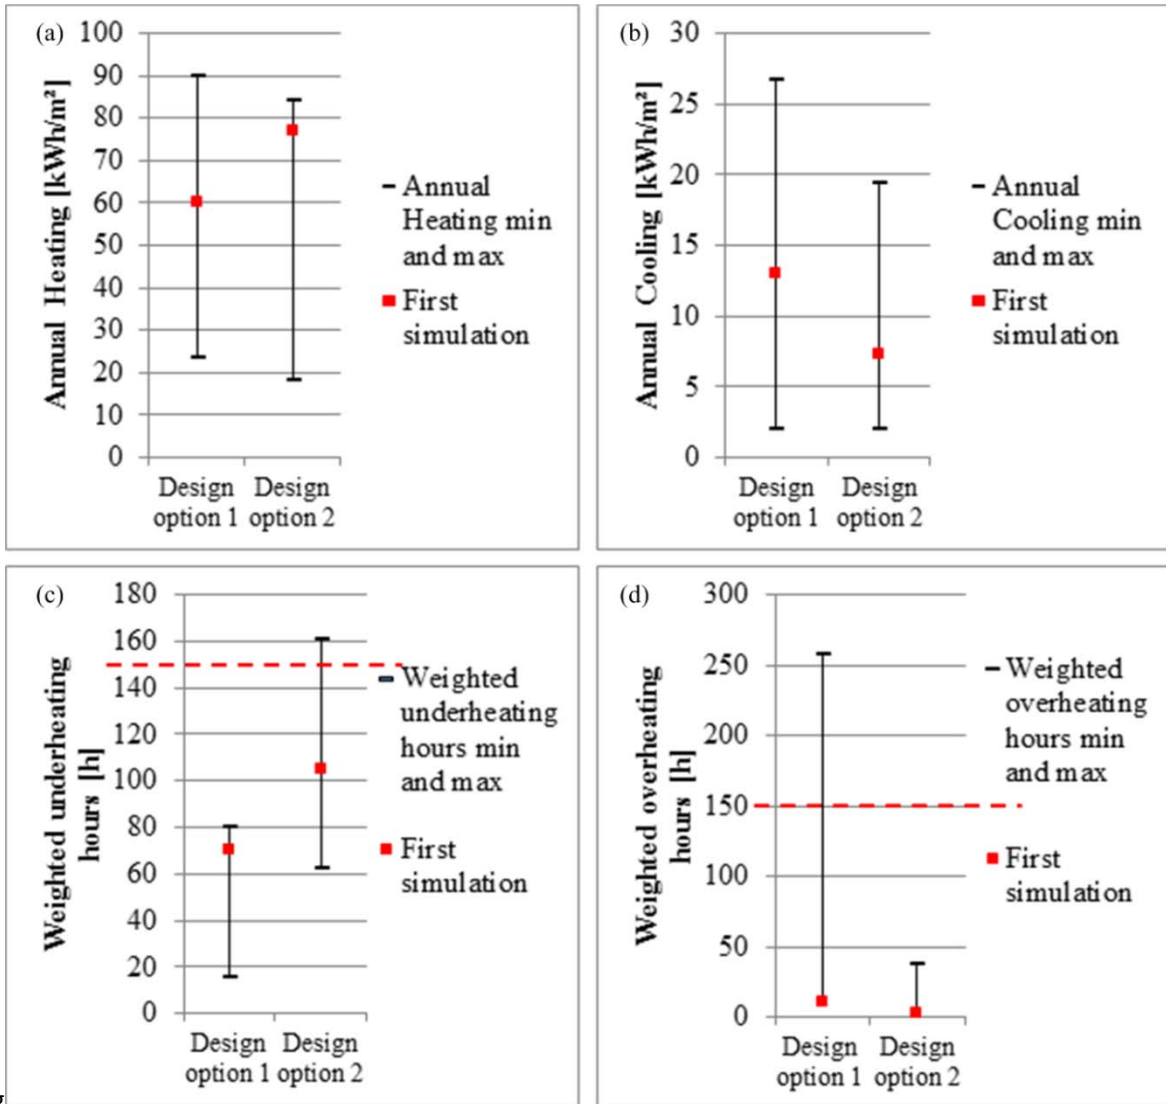 (a)
Annual Heating [kWh/m²]
100
90
80
70
60
50
40
30
20
10
0
Design
option 1
Design
option 2
Annual
Heating min
and max
First
simulation
(b)
Annual Cooling [kWh/m²]
30
25
20
15
10
5
0
Design
option 1
Design
option 2
Annual
Cooling min
and max
First
simulation
(c)
Weighted underheating
hours [h]
180
160
140
120
100
80
60
40
20
0
Design
option 1
Design
option 2
Weighted
underheating
hours min
and max
First
simulation
(d)
Weighted overheating
hours [h]
300
250
200
150
100
50
0
Design
option 1
Design
option 2
Weighted
overheating
hours min
and max
First
simulation